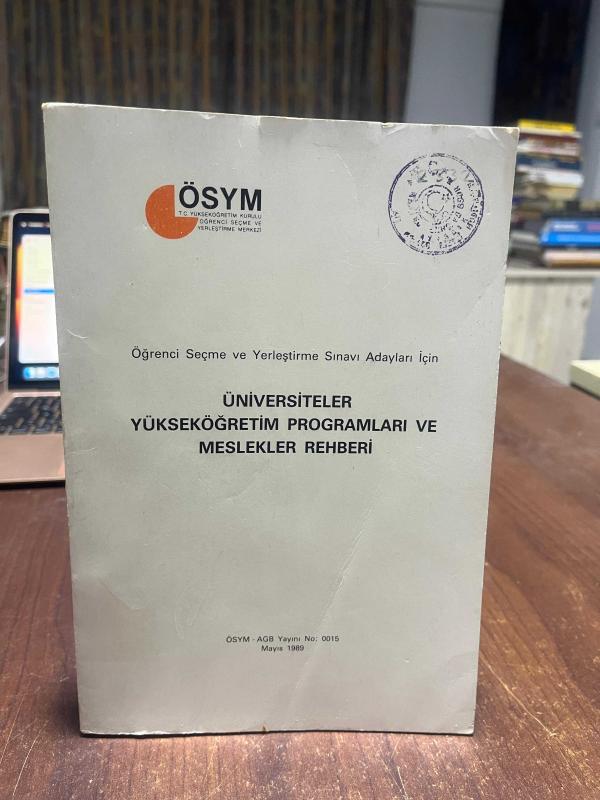 ÖSYM
T.C. YÜKSEKÖĞRETİM KURULU
ÖĞRENCİ SEÇME VE
YERLEŞTİRME MERKEZİ
Öğrenci Seçme ve Yerleştirme Sınavı Adayları İçin
ÜNİVERSİTELER
YÜKSEKÖĞRETİM PROGRAMLARI VE
MESLEKLER REHBERİ
ÖSYM - AGB Yayını No: 0015
Mayıs 1989